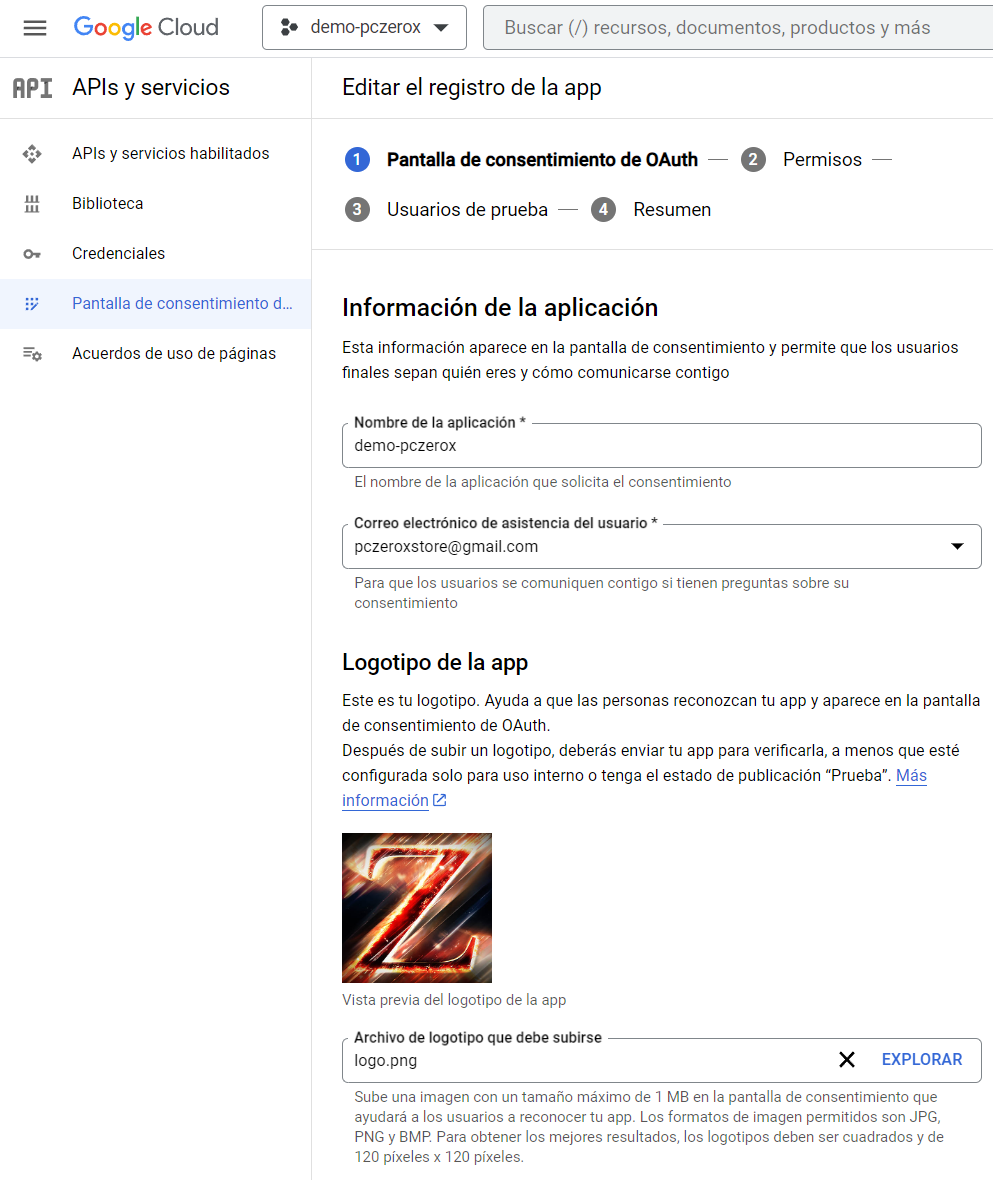 Google Cloud
demo-pczerox
Buscar (/) recursos, documentos, productos y más
API
APIs y servicios
Editar el registro de la app
APIs y servicios habilitados
Biblioteca
Credenciales
Pantalla de consentimiento d...
Acuerdos de uso de páginas
1 Pantalla de consentimiento de OAuth
2 Permisos
3 Usuarios de prueba
4 Resumen
Información de la aplicación
Esta información aparece en la pantalla de consentimiento y permite que los usuarios
finales sepan quién eres y cómo comunicarse contigo
Nombre de la aplicación *
demo-pczerox
El nombre de la aplicación que solicita el consentimiento
Correo electrónico de asistencia del usuario *
pczeroxstore@gmail.com
Para que los usuarios se comuniquen contigo si tienen preguntas sobre su
consentimiento
Logotipo de la app
Este es tu logotipo. Ayuda a que las personas reconozcan tu app y aparece en la pantalla
de consentimiento de OAuth.
Después de subir un logotipo, deberás enviar tu app para verificarla, a menos que esté
configurada solo para uso interno o tenga el estado de publicación “Prueba”. Más
información
Z
Vista previa del logotipo de la app
Archivo de logotipo que debe subirse
logo.png
EXPLORAR
Sube una imagen con un tamaño máximo de 1 MB en la pantalla de consentimiento que
ayudará a los usuarios a reconocer tu app. Los formatos de imagen permitidos son JPG,
PNG y BMP. Para obtener los mejores resultados, los logotipos deben ser cuadrados y de
120 píxeles x 120 píxeles.